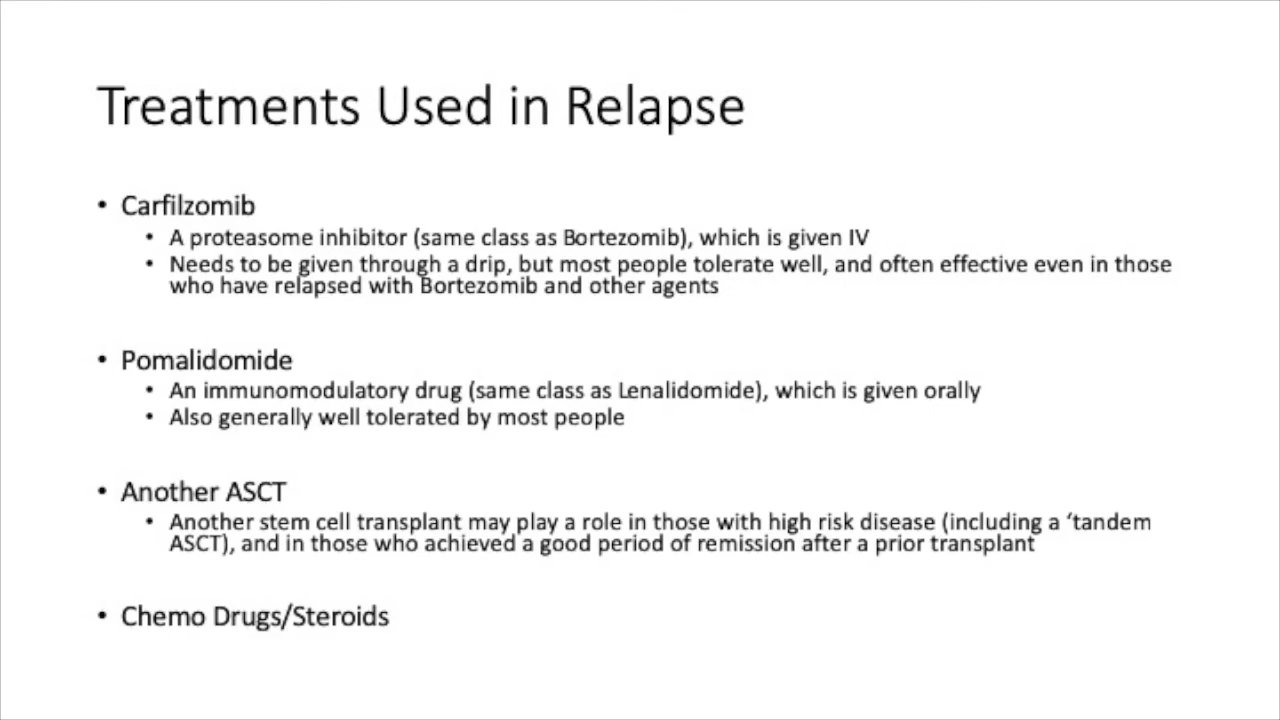 Treatments Used in Relapse
• Carfilzomib
• A proteasome inhibitor (same class as Bortezomib), which is given IV
• Needs to be given through a drip, but most people tolerate well, and often effective even in those
who have relapsed with Bortezomib and other agents
• Pomalidomide
• An immunomodulatory drug (same class as Lenalidomide), which is given orally
• Also generally well tolerated by most people
• Another ASCT
• Another stem cell transplant may play a role in those with high risk disease (including a ‘tandem
ASCT), and in those who achieved a good period of remission after a prior transplant
• Chemo Drugs/Steroids